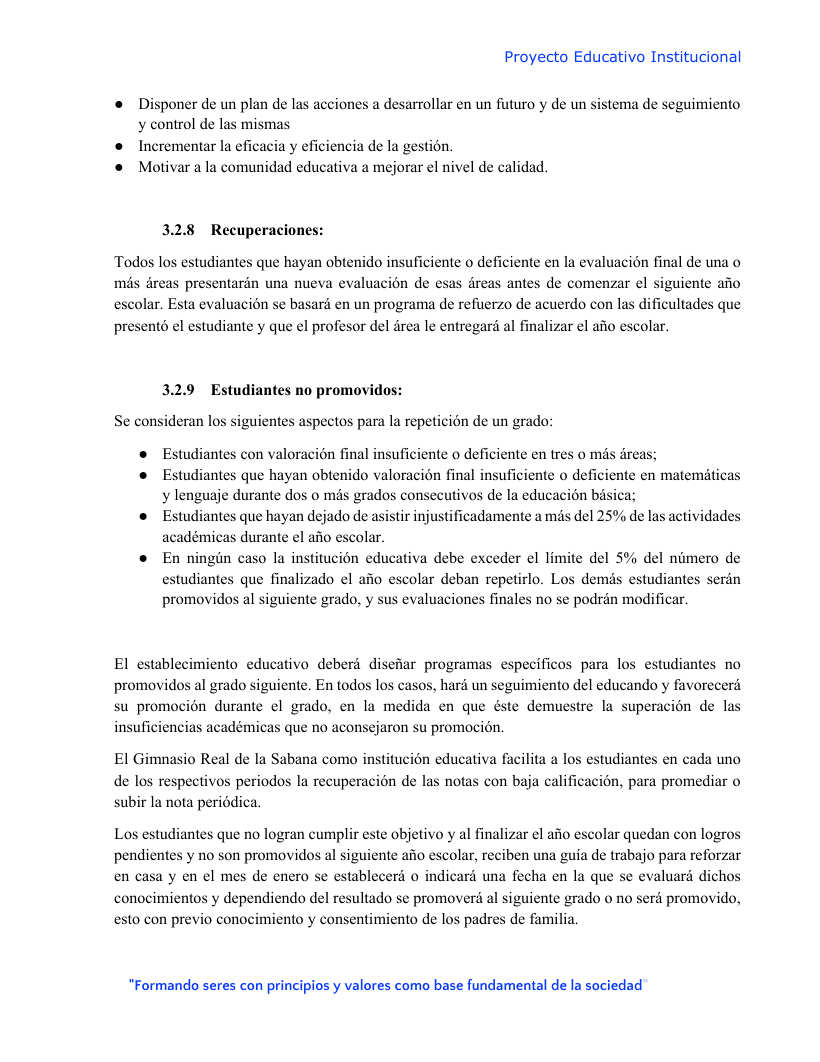 Proyecto Educativo Institucional
● Disponer de un plan de las acciones a desarrollar en un futuro y de un sistema de seguimiento
y control de las mismas
● Incrementar la eficacia y eficiencia de la gestión.
● Motivar a la comunidad educativa a mejorar el nivel de calidad.
3.2.8 Recuperaciones:
Todos los estudiantes que hayan obtenido insuficiente o deficiente en la evaluación final de una o
más áreas presentarán una nueva evaluación de esas áreas antes de comenzar el siguiente año
escolar. Esta evaluación se basará en un programa de refuerzo de acuerdo con las dificultades que
presentó el estudiante y que el profesor del área le entregará al finalizar el año escolar.
3.2.9 Estudiantes no promovidos:
Se consideran los siguientes aspectos para la repetición de un grado:
● Estudiantes con valoración final insuficiente o deficiente en tres o más áreas;
● Estudiantes que hayan obtenido valoración final insuficiente o deficiente en matemáticas
y lenguaje durante dos o más grados consecutivos de la educación básica;
● Estudiantes que hayan dejado de asistir injustificadamente a más del 25% de las actividades
académicas durante el año escolar.
● En ningún caso la institución educativa debe exceder el límite del 5% del número de
estudiantes que finalizado el año escolar deban repetirlo. Los demás estudiantes serán
promovidos al siguiente grado, y sus evaluaciones finales no se podrán modificar.
El establecimiento educativo deberá diseñar programas específicos para los estudiantes no
promovidos al grado siguiente. En todos los casos, hará un seguimiento del educando y favorecerá
su promoción durante el grado, en la medida en que éste demuestre la superación de las
insuficiencias académicas que no aconsejaron su promoción.
El Gimnasio Real de la Sabana como institución educativa facilita a los estudiantes en cada uno
de los respectivos periodos la recuperación de las notas con baja calificación, para promediar o
subir la nota periódica.
Los estudiantes que no logran cumplir este objetivo y al finalizar el año escolar quedan con logros
pendientes y no son promovidos al siguiente año escolar, reciben una guía de trabajo para reforzar
en casa y en el mes de enero se establecerá o indicará una fecha en la que se evaluará dichos
conocimientos y dependiendo del resultado se promoverá al siguiente grado o no será promovido,
esto con previo conocimiento y consentimiento de los padres de familia.
"Formando seres con principios y valores como base fundamental de la sociedad"